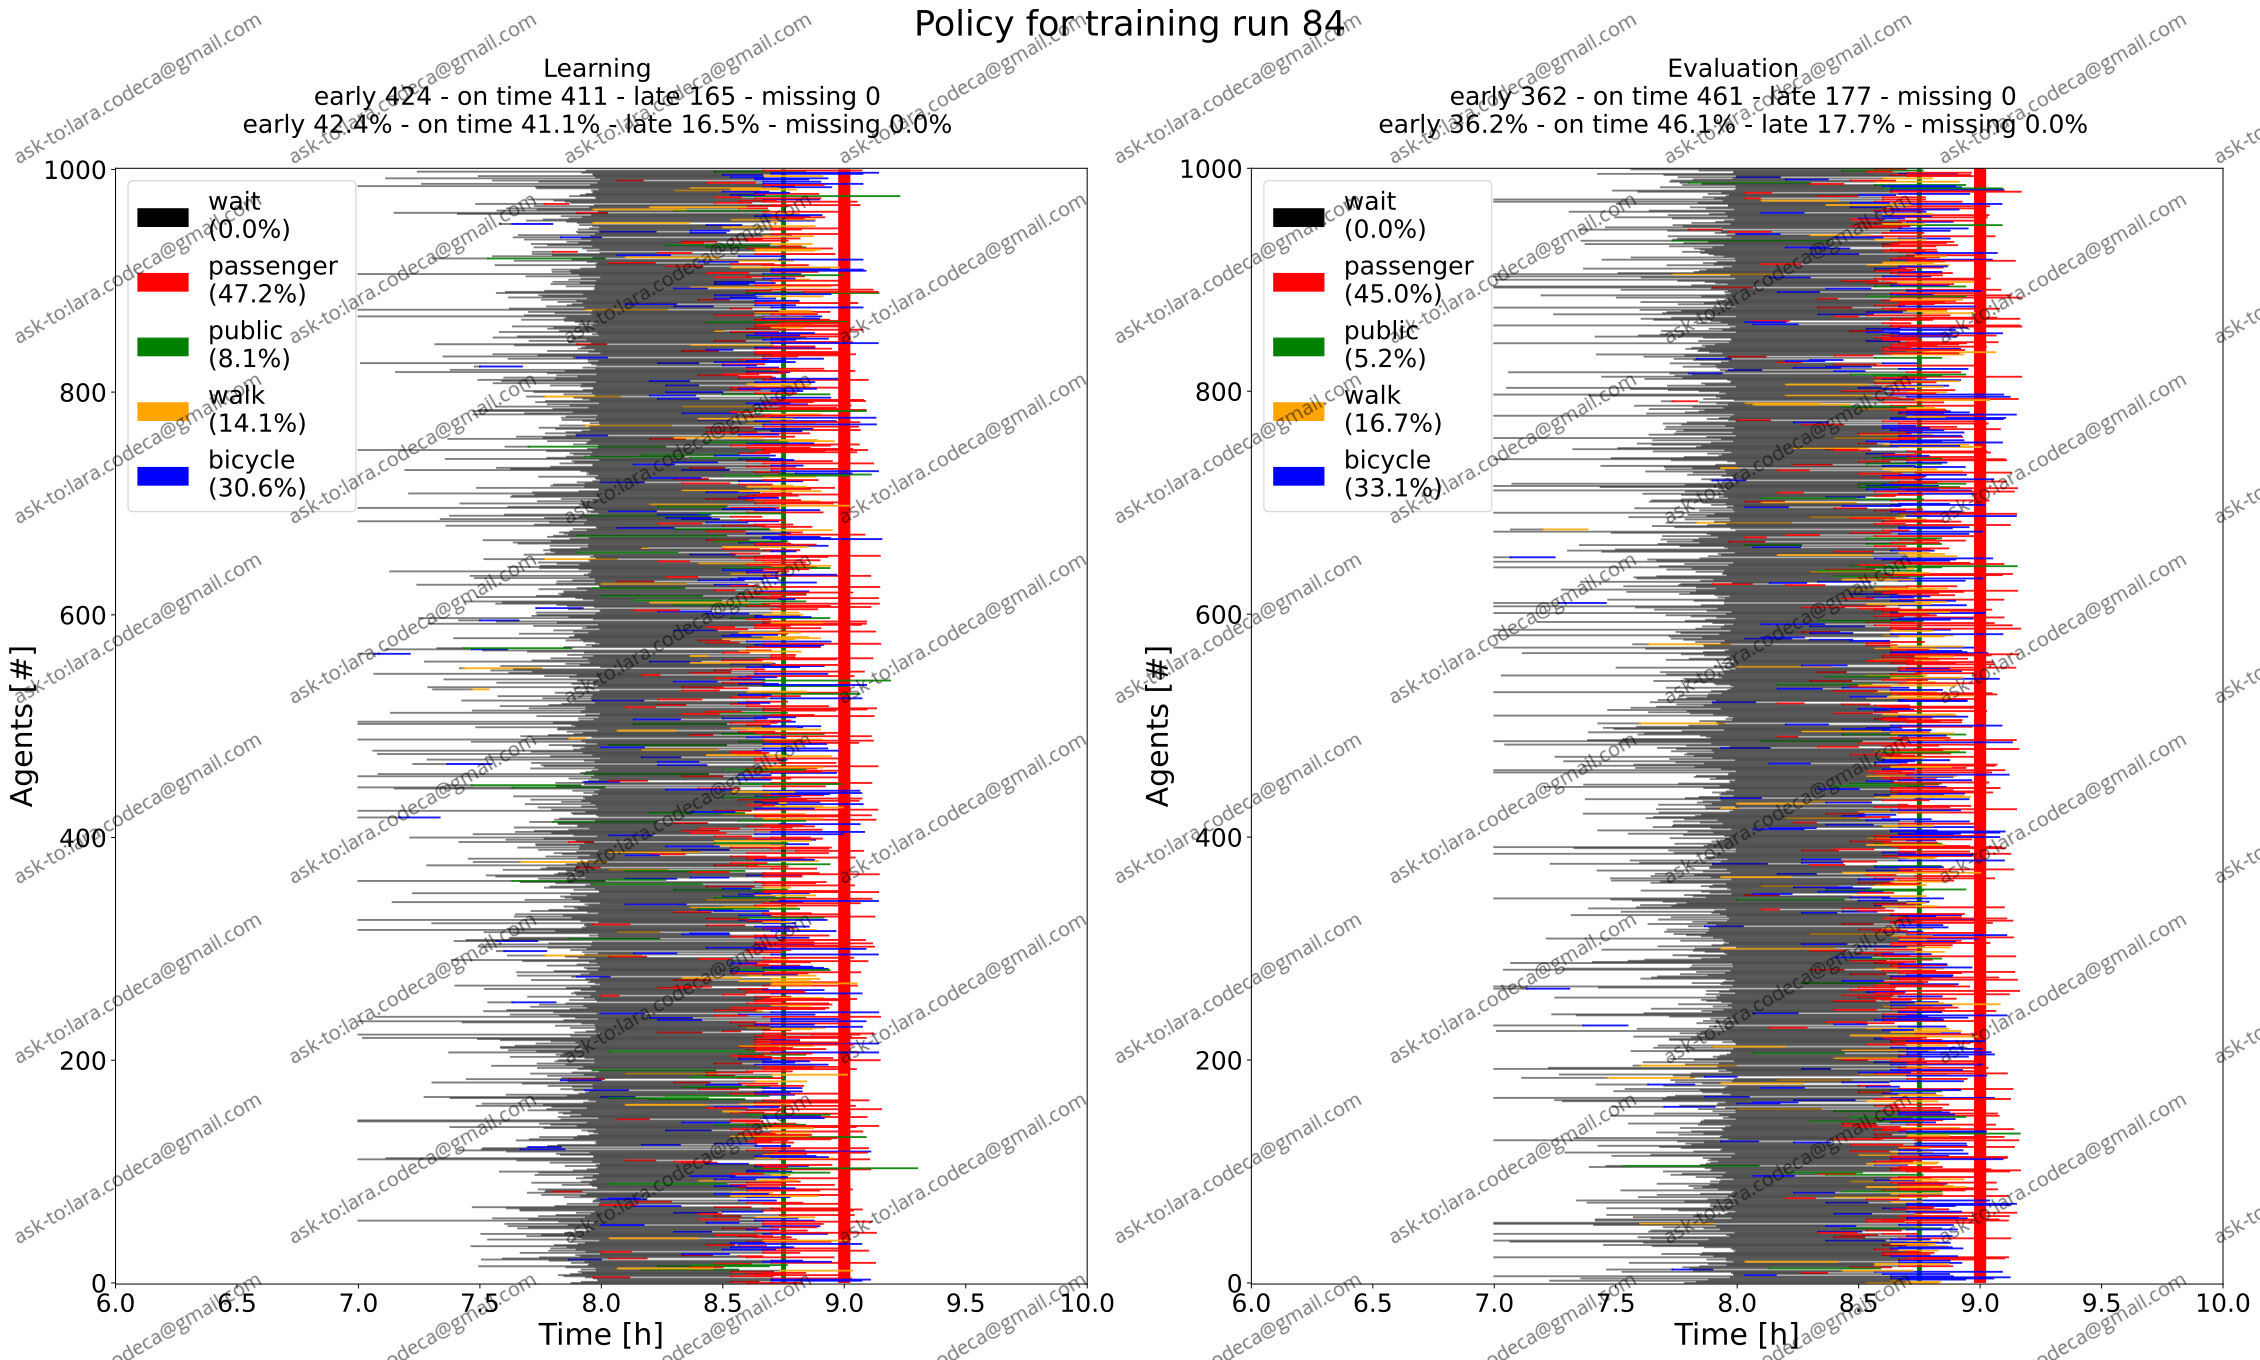 Policy for training run 84
Learning
early 424 - on time 411 - late 165 - missing 0
early 42.4% - on time 41.1% - late 16.5% - missing 0.0%
1000
800
600
400
200
0
Agents [#]
wait
(0.0%)
passenger
(47.2%)
public
(8.1%)
walk
(14.1%)
bicycle
(30.6%)
6.0 6.5 7.0 7.5 8.0 8.5 9.0 9.5 10.0
Time [h]
Evaluation
early 362 - on time 461 - late 177 - missing 0
early 36.2% - on time 46.1% - late 17.7% - missing 0.0%
1000
800
600
400
200
0
Agents [#]
wait
(0.0%)
passenger
(45.0%)
public
(5.2%)
walk
(16.7%)
bicycle
(33.1%)
6.0 6.5 7.0 7.5 8.0 8.5 9.0 9.5 10.0
Time [h]
ask-to:lara.codeca@gmail.com